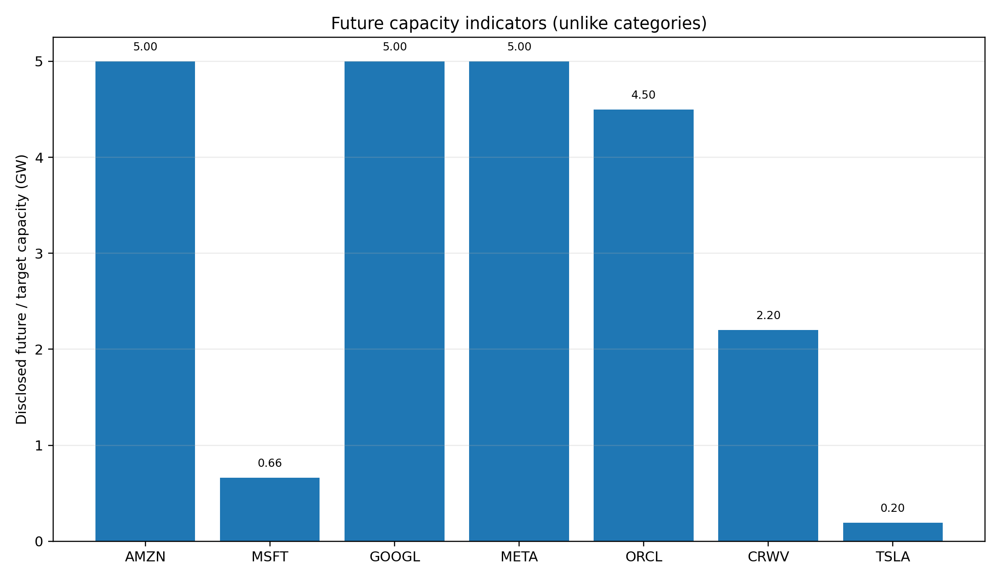 Future capacity indicators (unlike categories)
5.00
5.00
5.00
4.50
2.20
0.66
0.20
Disclosed future / target capacity (GW)
5
4
3
2
1
0
AMZN
MSFT
GOOGL
META
ORCL
CRWV
TSLA